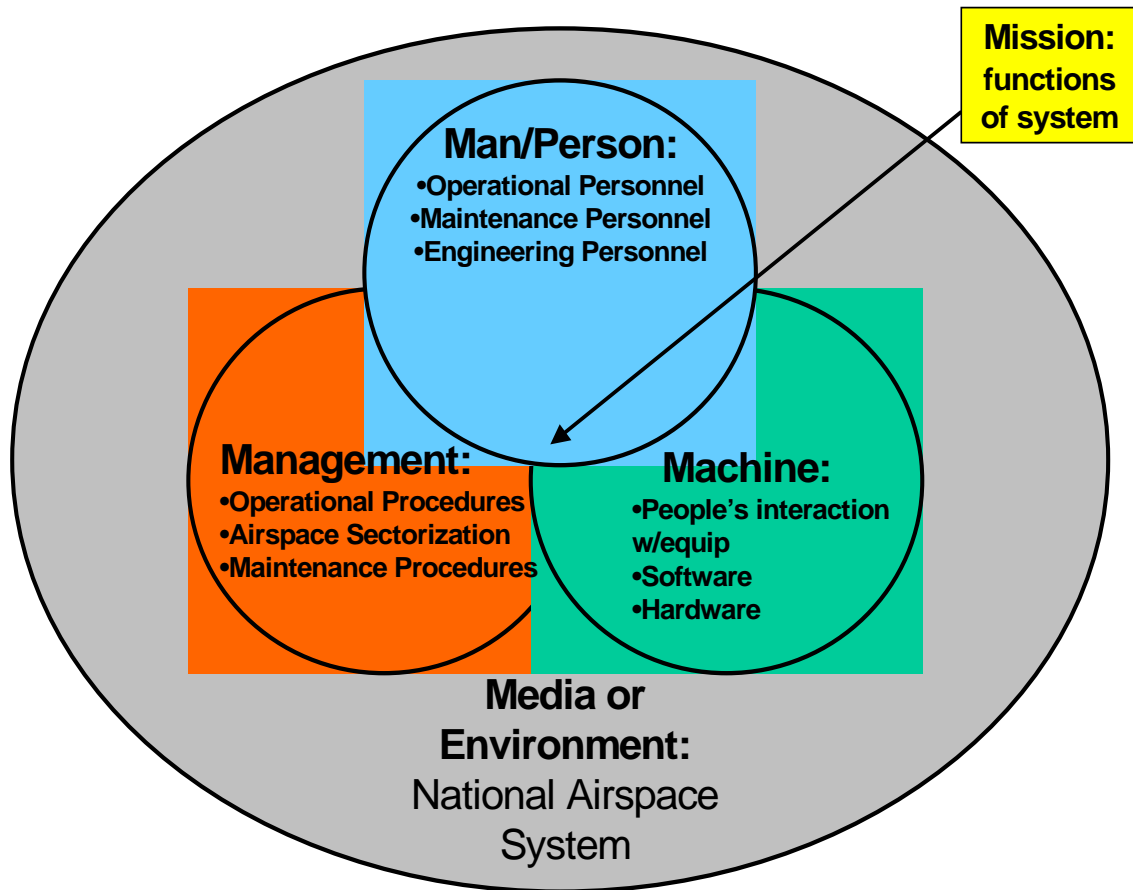 Mission:
functions
of system
Man/Person:
•Operational Personnel
•Maintenance Personnel
•Engineering Personnel
Management:
•Operational Procedures
•Airspace Sectorization
•Maintenance Procedures
Machine:
•People’s interaction
w/equip
•Software
•Hardware
Media or
Environment:
National Airspace
System